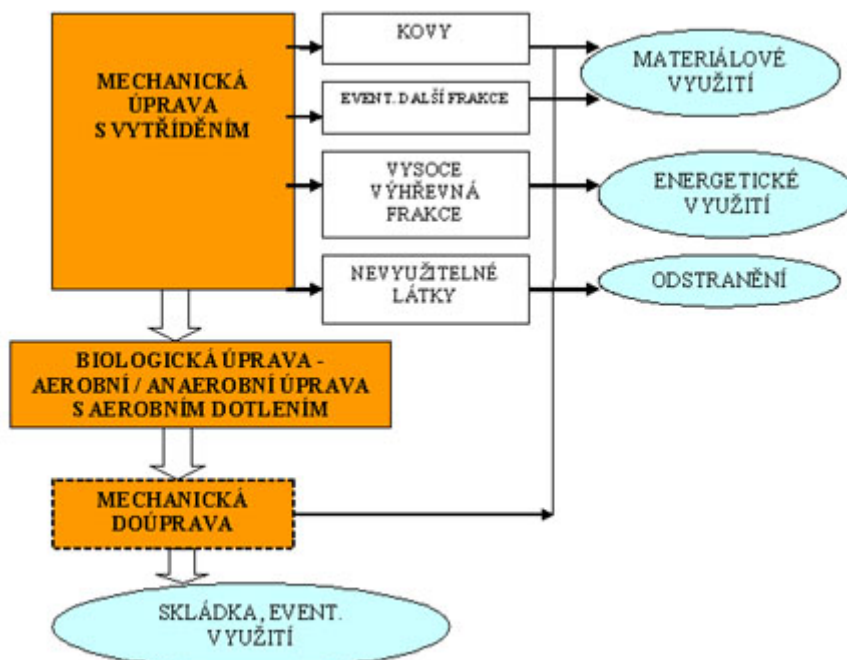 MECHANICKÁ
ÚPRAVA
S VYTŘÍDĚNÍM
KOVY
EVENT. DALŠÍ FRAKCE
VYSOCE
VÝHŘEVNÁ
FRAKCE
NEVYUŽITELNÉ
LÁTKY
MATERIÁLOVÉ
VYUŽITÍ
ENERGETICKÉ
VYUŽITÍ
ODSTRANĚNÍ
BIOLOGICKÁ ÚPRAVA -
AEROBNÍ / ANAEROBNÍ ÚPRAVA
S AEROBNÍM DOTLENÍM
MECHANICKÁ
DOÚPRAVA
SKLÁDKA, EVENT.
VYUŽITÍ